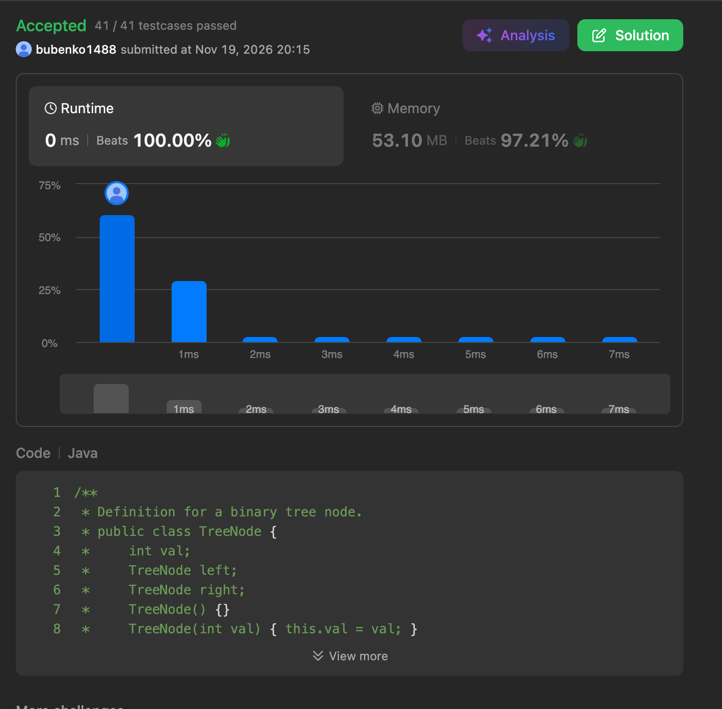 Accepted 41 / 41 testcases passed
bubenko1488 submitted at Nov 19, 2026 20:15
Analysis
Solution
Runtime
0 ms | Beats 100.00%
Memory
53.10 MB | Beats 97.21%
75%
50%
25%
0%
1ms 2ms 3ms 4ms 5ms 6ms 7ms
1ms 2ms 3ms 4ms 5ms 6ms 7ms
Code | Java
1 /**
2  * Definition for a binary tree node.
3  * public class TreeNode {
4  *     int val;
5  *     TreeNode left;
6  *     TreeNode right;
7  *     TreeNode() {}
8  *     TreeNode(int val) { this.val = val; }
View more
More challenges